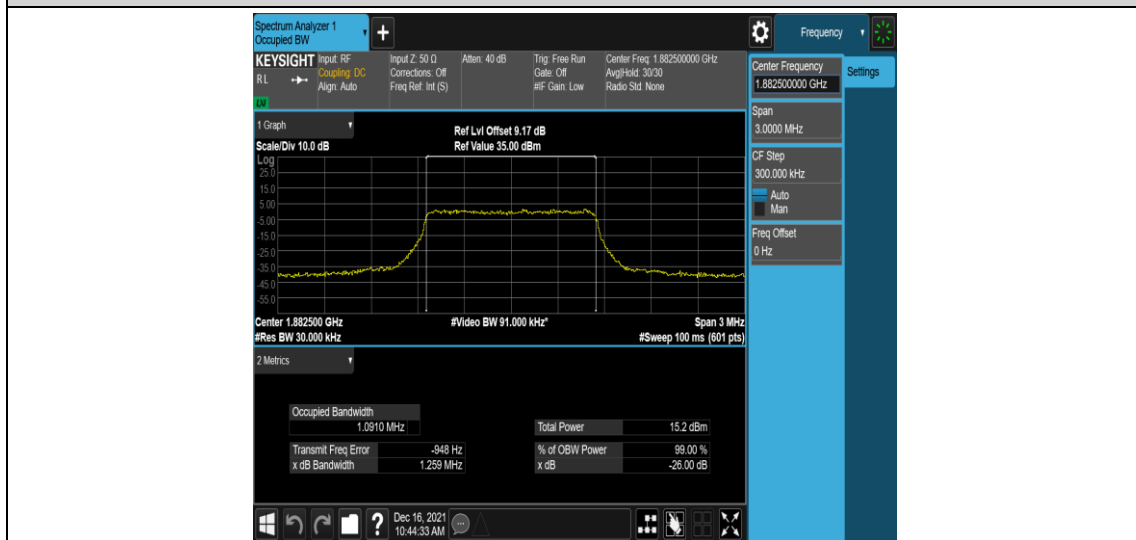 Spectrum Analyzer 1
Occupied BW
Frequency
KEYSIGHT Input: RF Input Z: 50 Ω Atten: 40 dB Trig: Free Run Center Freq: 1.882500000 GHz
R L Coupling: DC Corrections: Off Gate: Off Avg|Hold: 30/30
Align: Auto Freq Ref: Int (S) #IF Gain: Low Radio Std: None
LXI
Center Frequency
1.882500000 GHz
Settings
Span
3.0000 MHz
CF Step
300.000 kHz
Auto
Man
Freq Offset
0 Hz
1 Graph
Ref Lvl Offset 9.17 dB
Scale/Div 10.0 dB Ref Value 35.00 dBm
Log
25.0
15.0
5.00
-5.00
-15.0
-25.0
-35.0
-45.0
-55.0
Center 1.882500 GHz #Video BW 91.000 kHz* Span 3 MHz
#Res BW 30.000 kHz #Sweep 100 ms (601 pts)
2 Metrics
Occupied Bandwidth
1.0910 MHz Total Power 15.2 dBm
Transmit Freq Error -948 Hz % of OBW Power 99.00 %
x dB Bandwidth 1.259 MHz x dB -26.00 dB
Dec 16, 2021
10:44:33 AM